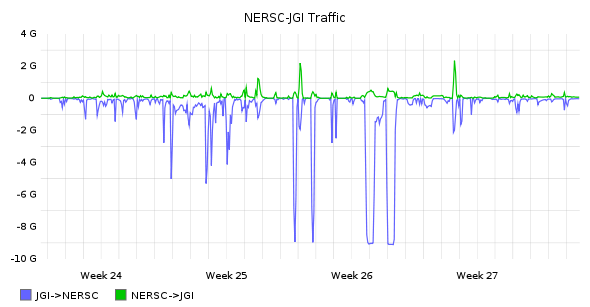 NERSC-JGI Traffic
4 G
2 G
0
-2 G
-4 G
-6 G
-8 G
-10 G
Week 24 Week 25 Week 26 Week 27
JGI->NERSC NERSC->JGI